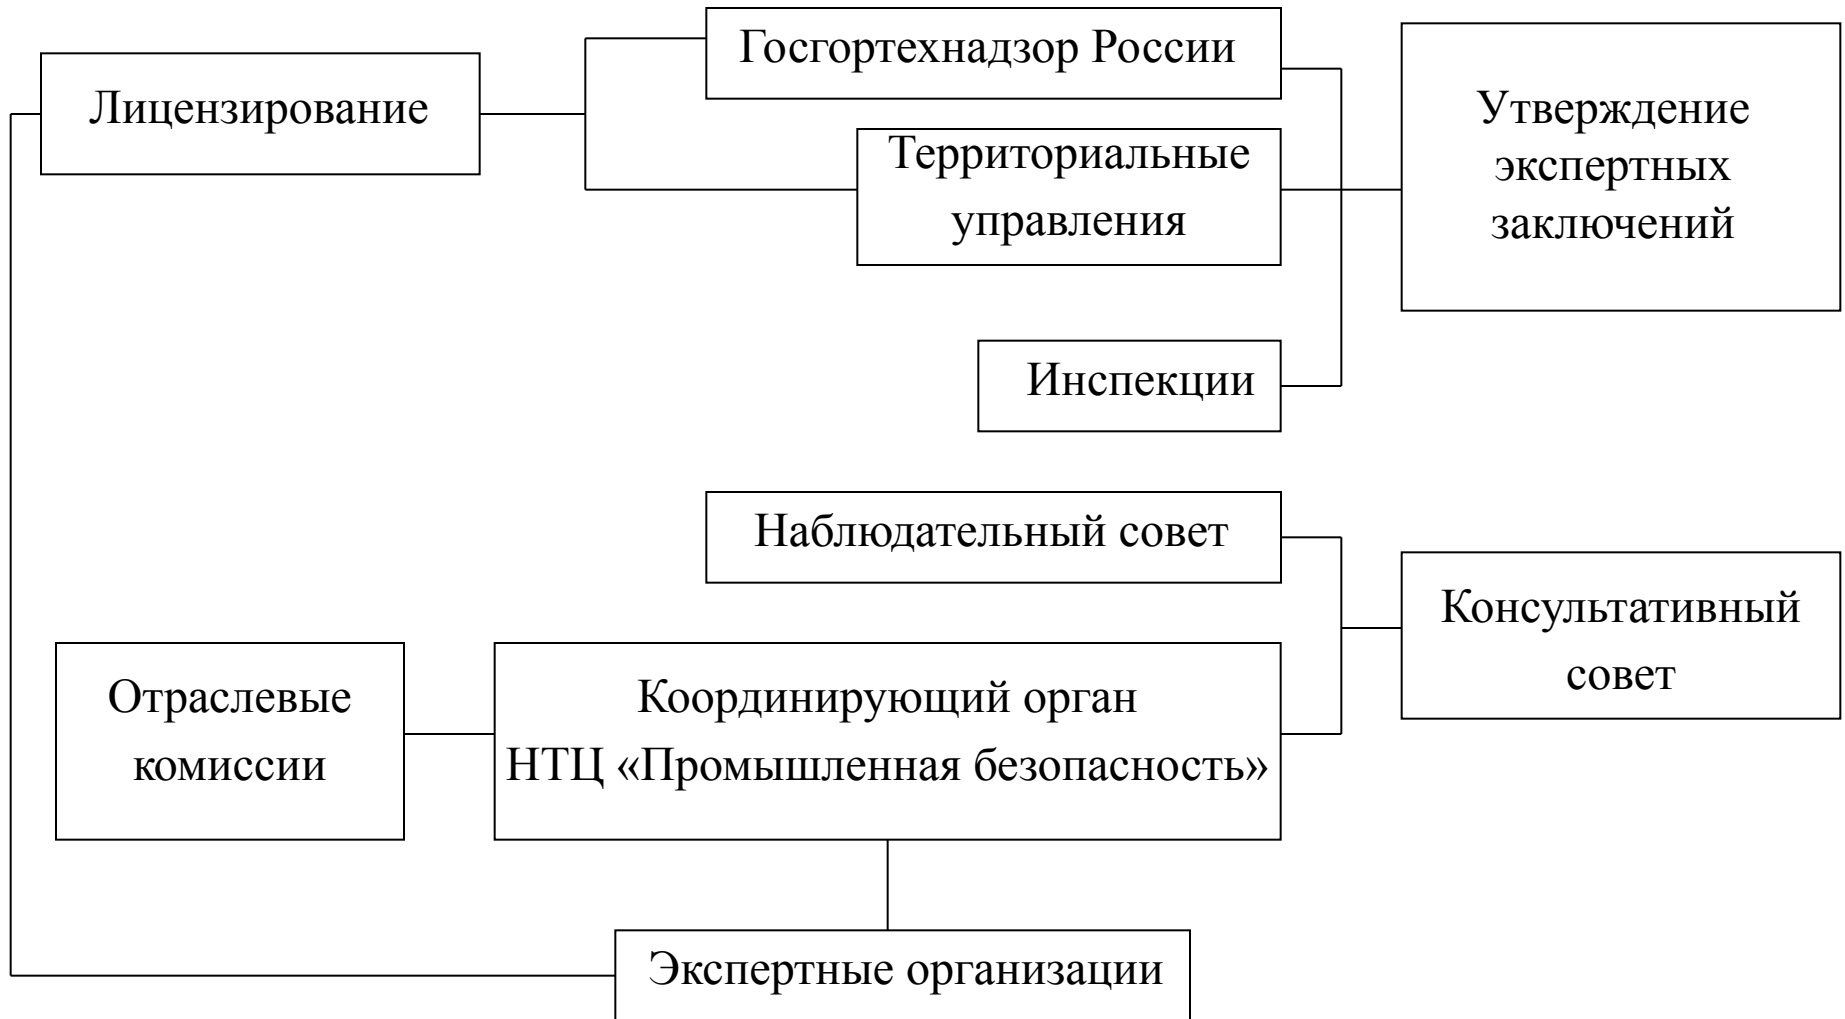 Госгортехнадзор России
Лицензирование
Утверждение
экспертных
заключений
Территориальные
управления
Инспекции
Наблюдательный совет
Консультативный
совет
Отраслевые
комиссии
Координирующий орган
НТЦ «Промышленная безопасность»
Экспертные организации